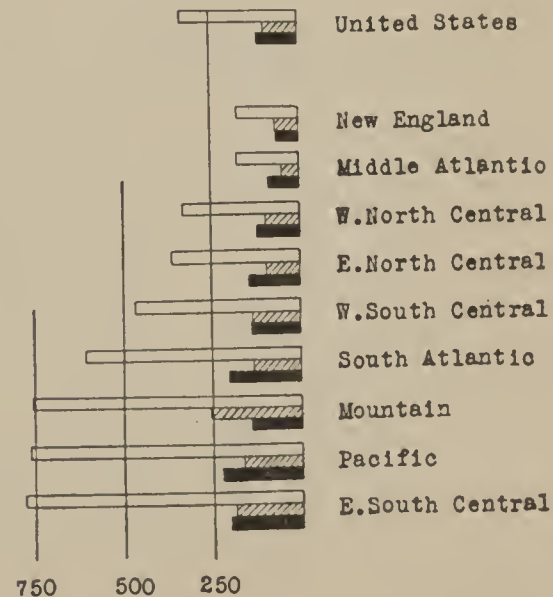 United States
New England
Middle Atlantic
W.North Central
E.North Central
W.South Central
South Atlantic
Mountain
Pacific
E.South Central
750 500 250